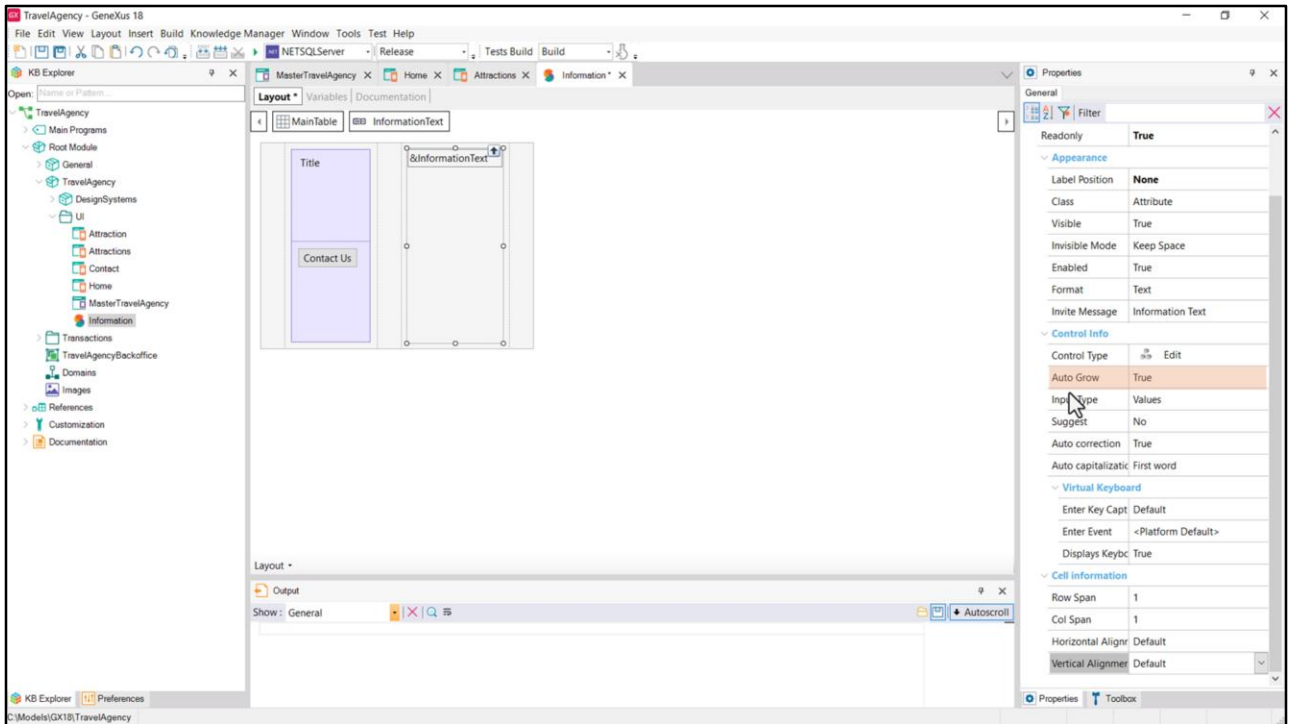 GX TravelAgency - GeneXus 18
File Edit View Layout Insert Build Knowledge Manager Window Tools Test Help
NETSQLServer Release Tests Build Build
KB Explorer
Open: Name or Pattern...
TravelAgency
Main Programs
Root Module
General
TravelAgency
DesignSystems
UI
Attraction
Attractions
Contact
Home
MasterTravelAgency
Information
Transactions
TravelAgencyBackoffice
Domains
Images
References
Customization
Documentation
KB Explorer Preferences
C:\Models\GX18\TravelAgency
MasterTravelAgency X Home X Attractions X Information * X
Layout * Variables Documentation
MainTable InformationText
Title
&InformationText
Contact Us
Layout
Output
Show: General
Autoscroll
Properties
General
Filter
Readonly True
Appearance
Label Position None
Class Attribute
Visible True
Invisible Mode Keep Space
Enabled True
Format Text
Invite Message Information Text
Control Info
Control Type Edit
Auto Grow True
Input Type Values
Suggest No
Auto correction True
Auto capitalizatic First word
Virtual Keyboard
Enter Key Capt Default
Enter Event <Platform Default>
Displays Keybc True
Cell information
Row Span 1
Col Span 1
Horizontal Alignr Default
Vertical Alignmer Default
Properties Toolbox